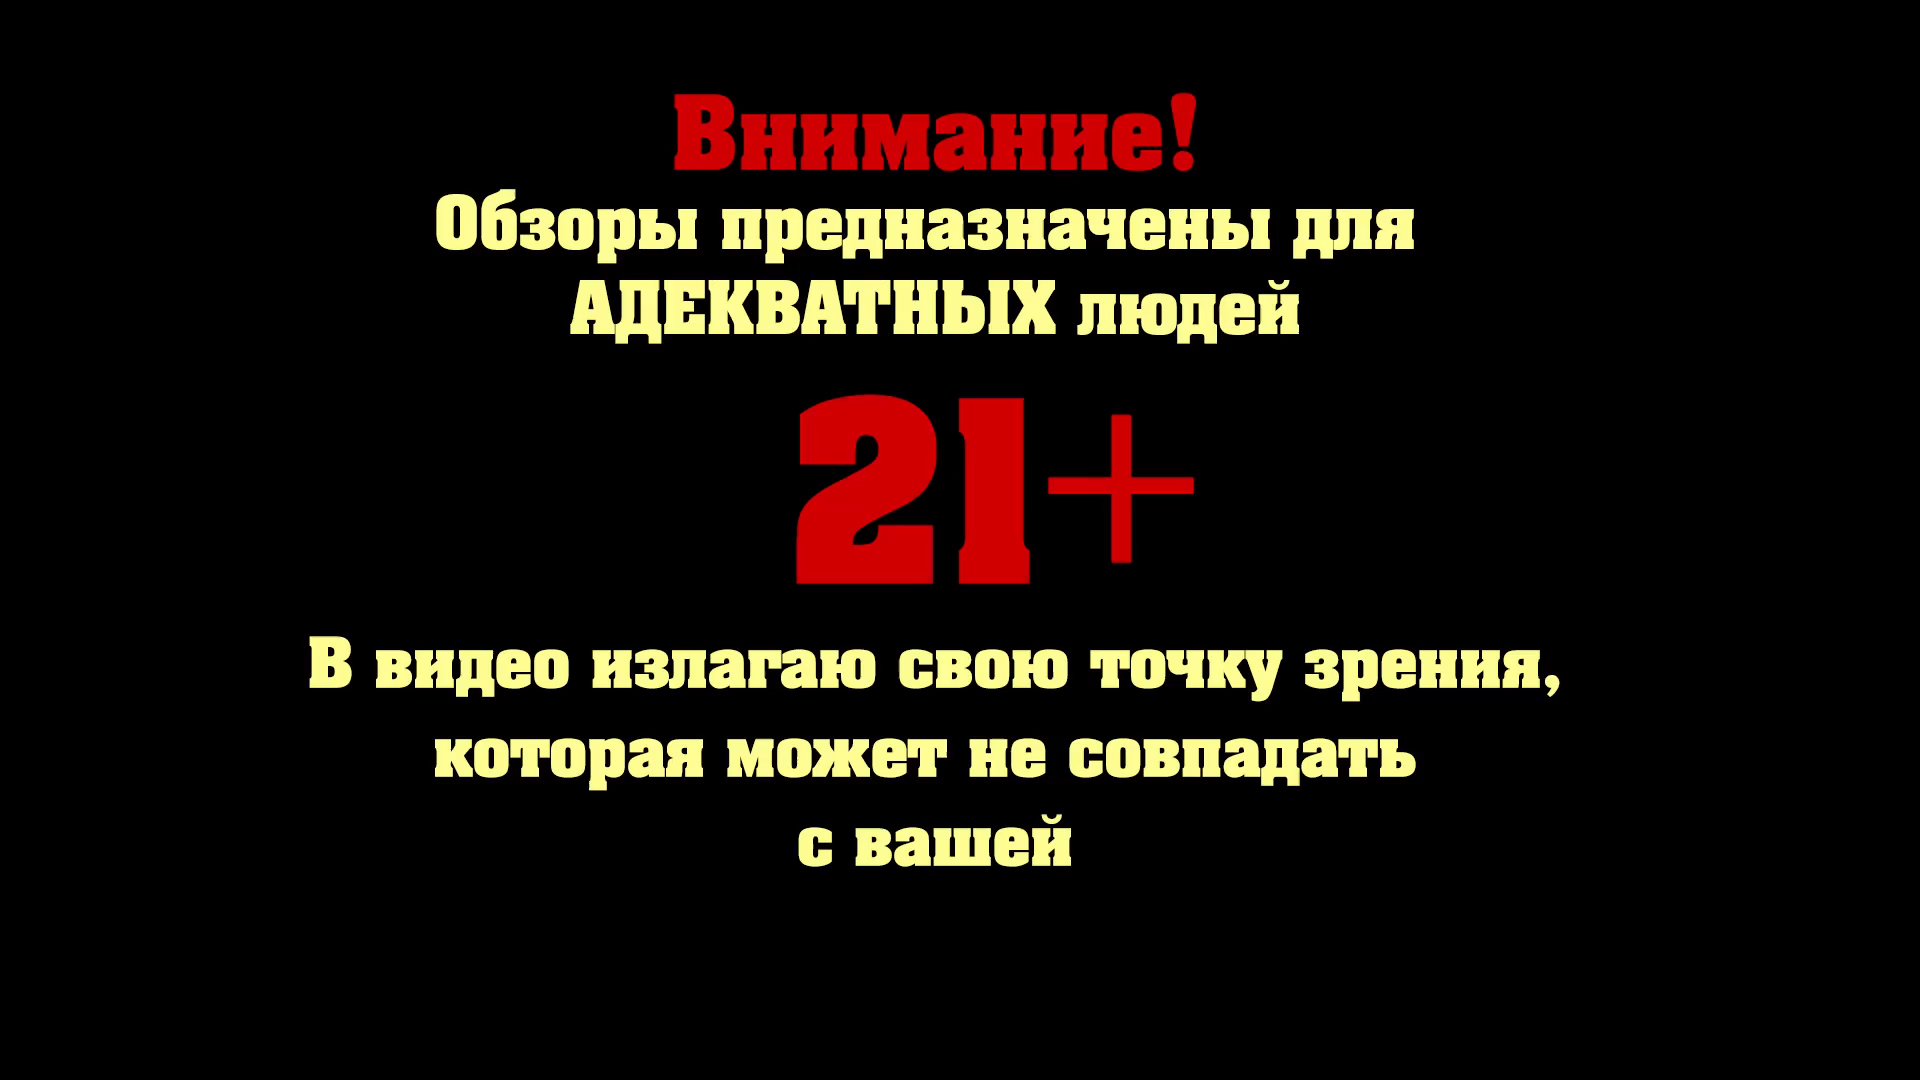 Внимание!
Обзоры предназначены для
АДЕКВАТНЫХ людей
21+
В видео излагаю свою точку зрения,
которая может не совпадать
с вашей